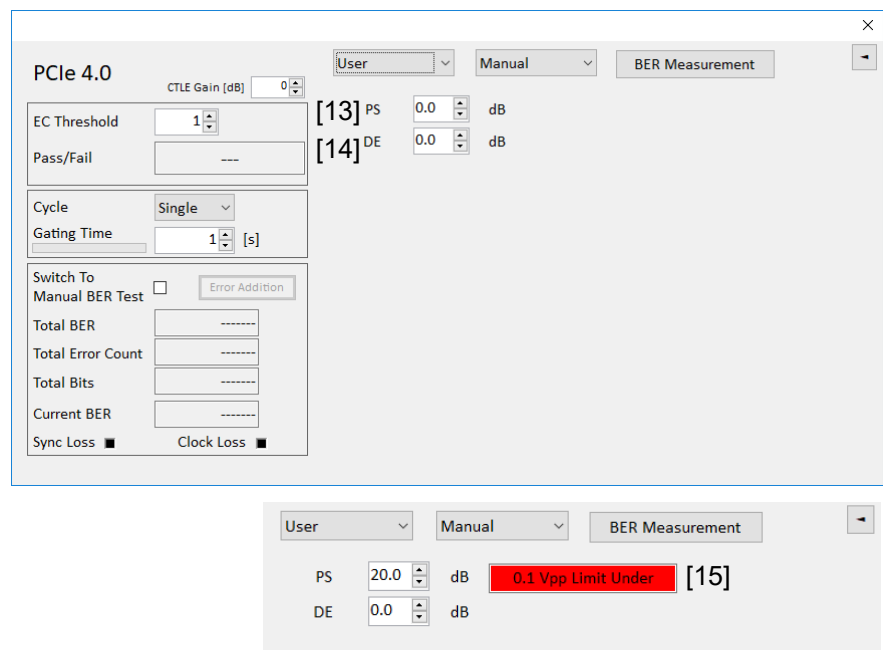 PCIe 4.0
CTLE Gain [dB] 0
User Manual BER Measurement
EC Threshold 1
Pass/Fail ---
[13] PS 0.0 dB
[14] DE 0.0 dB
Cycle Single
Gating Time 1 [s]
Switch To
Manual BER Test Error Addition
Total BER -------
Total Error Count -------
Total Bits -------
Current BER -------
Sync Loss Clock Loss
User Manual BER Measurement
PS 20.0 dB 0.1 Vpp Limit Under [15]
DE 0.0 dB